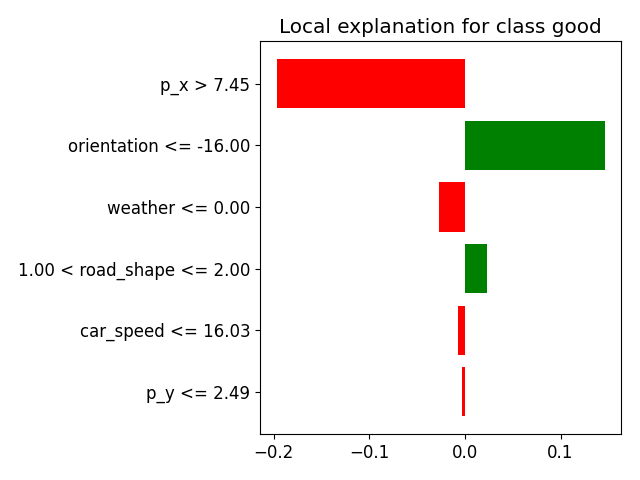 Local explanation for class good
p_x > 7.45
orientation <= -16.00
weather <= 0.00
1.00 < road_shape <= 2.00
car_speed <= 16.03
p_y <= 2.49
−0.2 −0.1 0.0 0.1